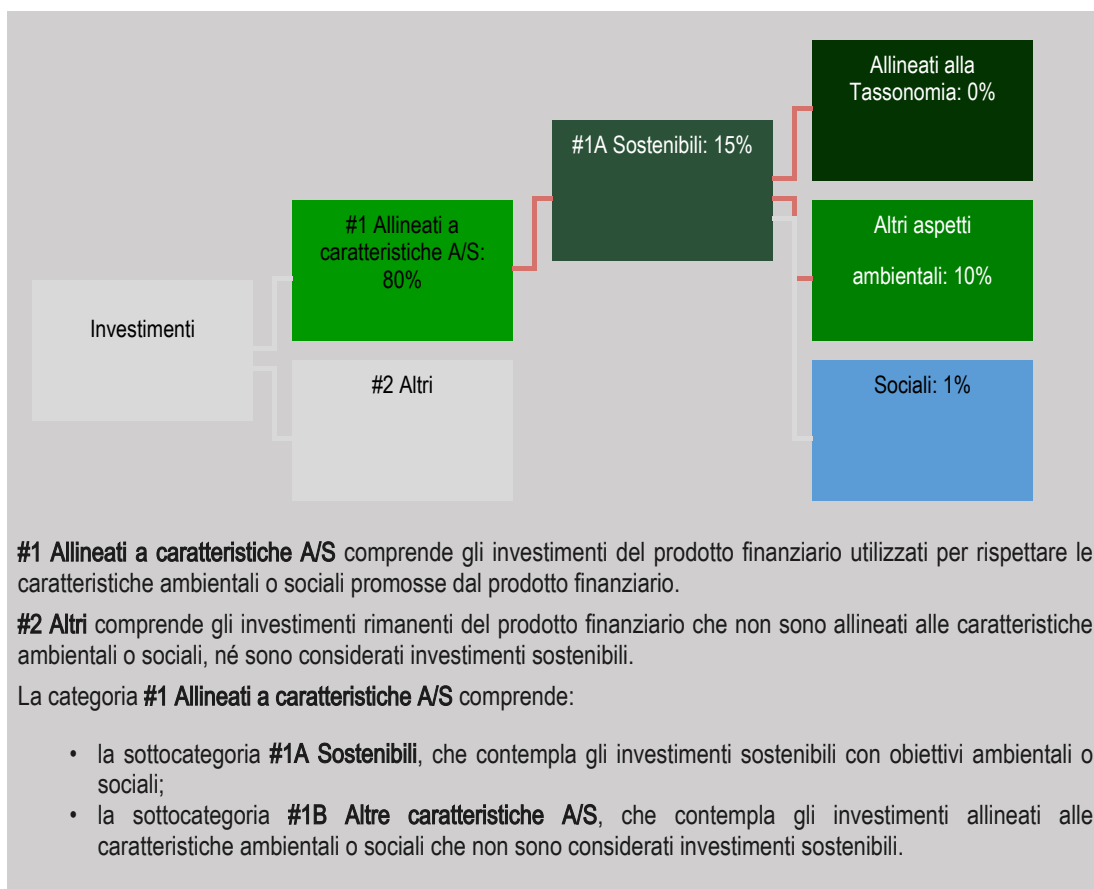 Allineati alla
Tassonomia: 0%
#1A Sostenibili: 15%
#1 Allineati a
caratteristiche A/S:
80%
Altri aspetti
ambientali: 10%
Investimenti
#2 Altri
Sociali: 1%
#1 Allineati a caratteristiche A/S comprende gli investimenti del prodotto finanziario utilizzati per rispettare le
caratteristiche ambientali o sociali promosse dal prodotto finanziario.
#2 Altri comprende gli investimenti rimanenti del prodotto finanziario che non sono allineati alle caratteristiche
ambientali o sociali, né sono considerati investimenti sostenibili.
La categoria #1 Allineati a caratteristiche A/S comprende:
• la sottocategoria #1A Sostenibili, che contempla gli investimenti sostenibili con obiettivi ambientali o
sociali;
• la sottocategoria #1B Altre caratteristiche A/S, che contempla gli investimenti allineati alle
caratteristiche ambientali o sociali che non sono considerati investimenti sostenibili.